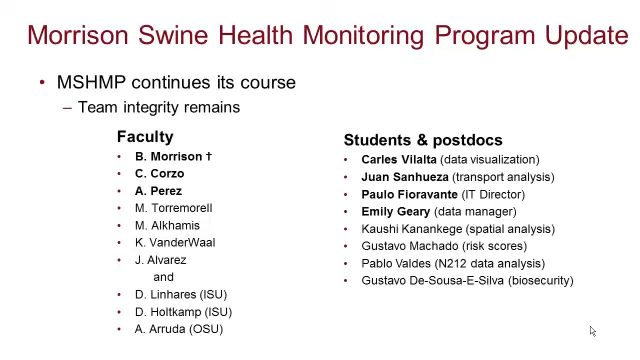 Morrison Swine Health Monitoring Program Update
• MSHMP continues its course
– Team integrity remains
Faculty
• B. Morrison †
• C. Corzo
• A. Perez
• M. Torremorell
• M. Alkhamis
• K. VanderWaal
• J. Alvarez
and
• D. Linhares (ISU)
• D. Holtkamp (ISU)
• A. Arruda (OSU)
Students & postdocs
• Carles Vilalta (data visualization)
• Juan Sanhueza (transport analysis)
• Paulo Fioravante (IT Director)
• Emily Geary (data manager)
• Kaushi Kanankege (spatial analysis)
• Gustavo Machado (risk scores)
• Pablo Valdes (N212 data analysis)
• Gustavo De-Sousa-E-Silva (biosecurity)